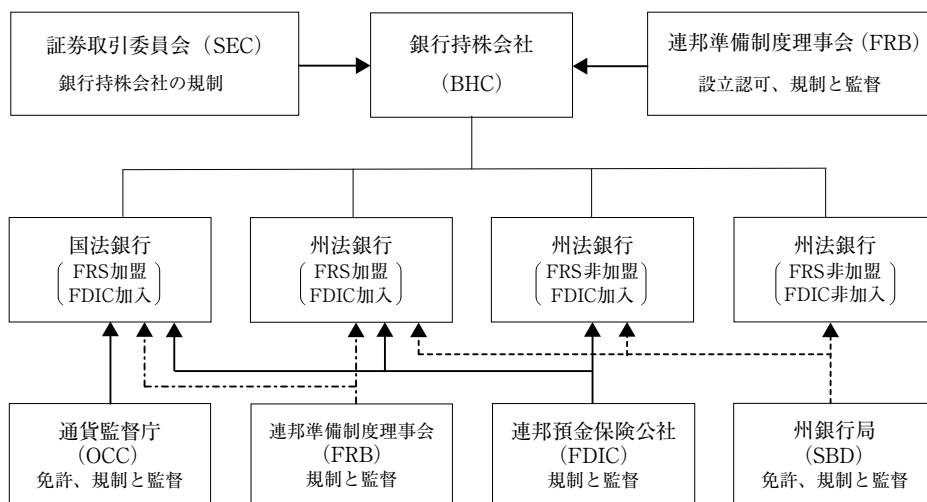 証券取引委員会(SEC)
銀行持株会社の規制
銀行持株会社
(BHC)
連邦準備制度理事会(FRB)
設立認可、規制と監督
国法銀行
FRS加盟
FDIC加入
州法銀行
FRS加盟
FDIC加入
州法銀行
FRS非加盟
FDIC加入
州法銀行
FRS非加盟
FDIC非加入
通貨監督庁
(OCC)
免許、規制と監督
連邦準備制度理事会
(FRB)
規制と監督
連邦預金保険公社
(FDIC)
規制と監督
州銀行局
(SBD)
免許、規制と監督